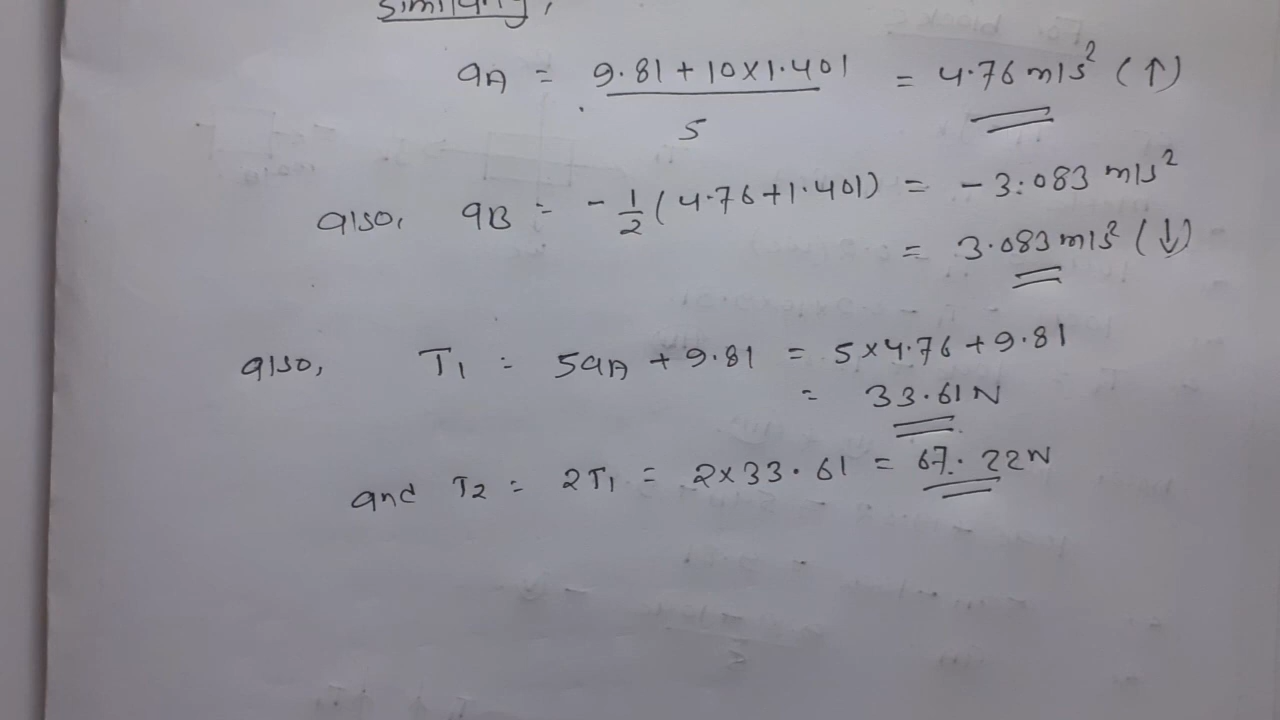 Similarly,
aA = 9.81 + 10 x 1.401 / 5 = 4.76 m/s² (↑)
also, aB = - 1/2 (4.76 + 1.401) = - 3.083 m/s²
= 3.083 m/s² (↓)
also, T1 = 5aA + 9.81 = 5 x 4.76 + 9.81
= 33.61 N
and T2 = 2T1 = 2 x 33.61 = 67.22 N